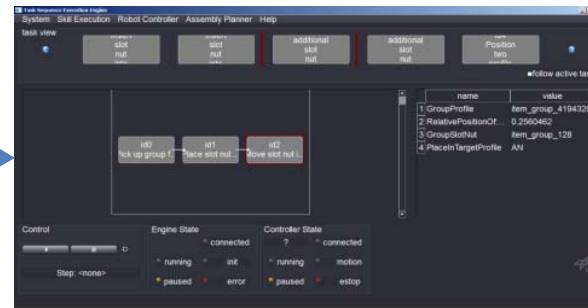 Task Sequence Execution Engine
System Skill Execution Robot Controller Assembly Planner Help
task view
slot
nut
slot
nut
additional
slot
nut
additional
slot
nut
Position
two
follow active tas
name value
1 GroupProfile item_group_4194320
2 RelativePositionOf... 0.2560462
3 GroupSlotNut item_group_128
4 PlaceInTargetProfile AN
id0
Pick up group f...
id1
Place slot nut...
id2
Move slot nut i...
Control
Step: <none>
Engine State
connected
running init
paused error
Controller State
? connected
running motion
paused estop